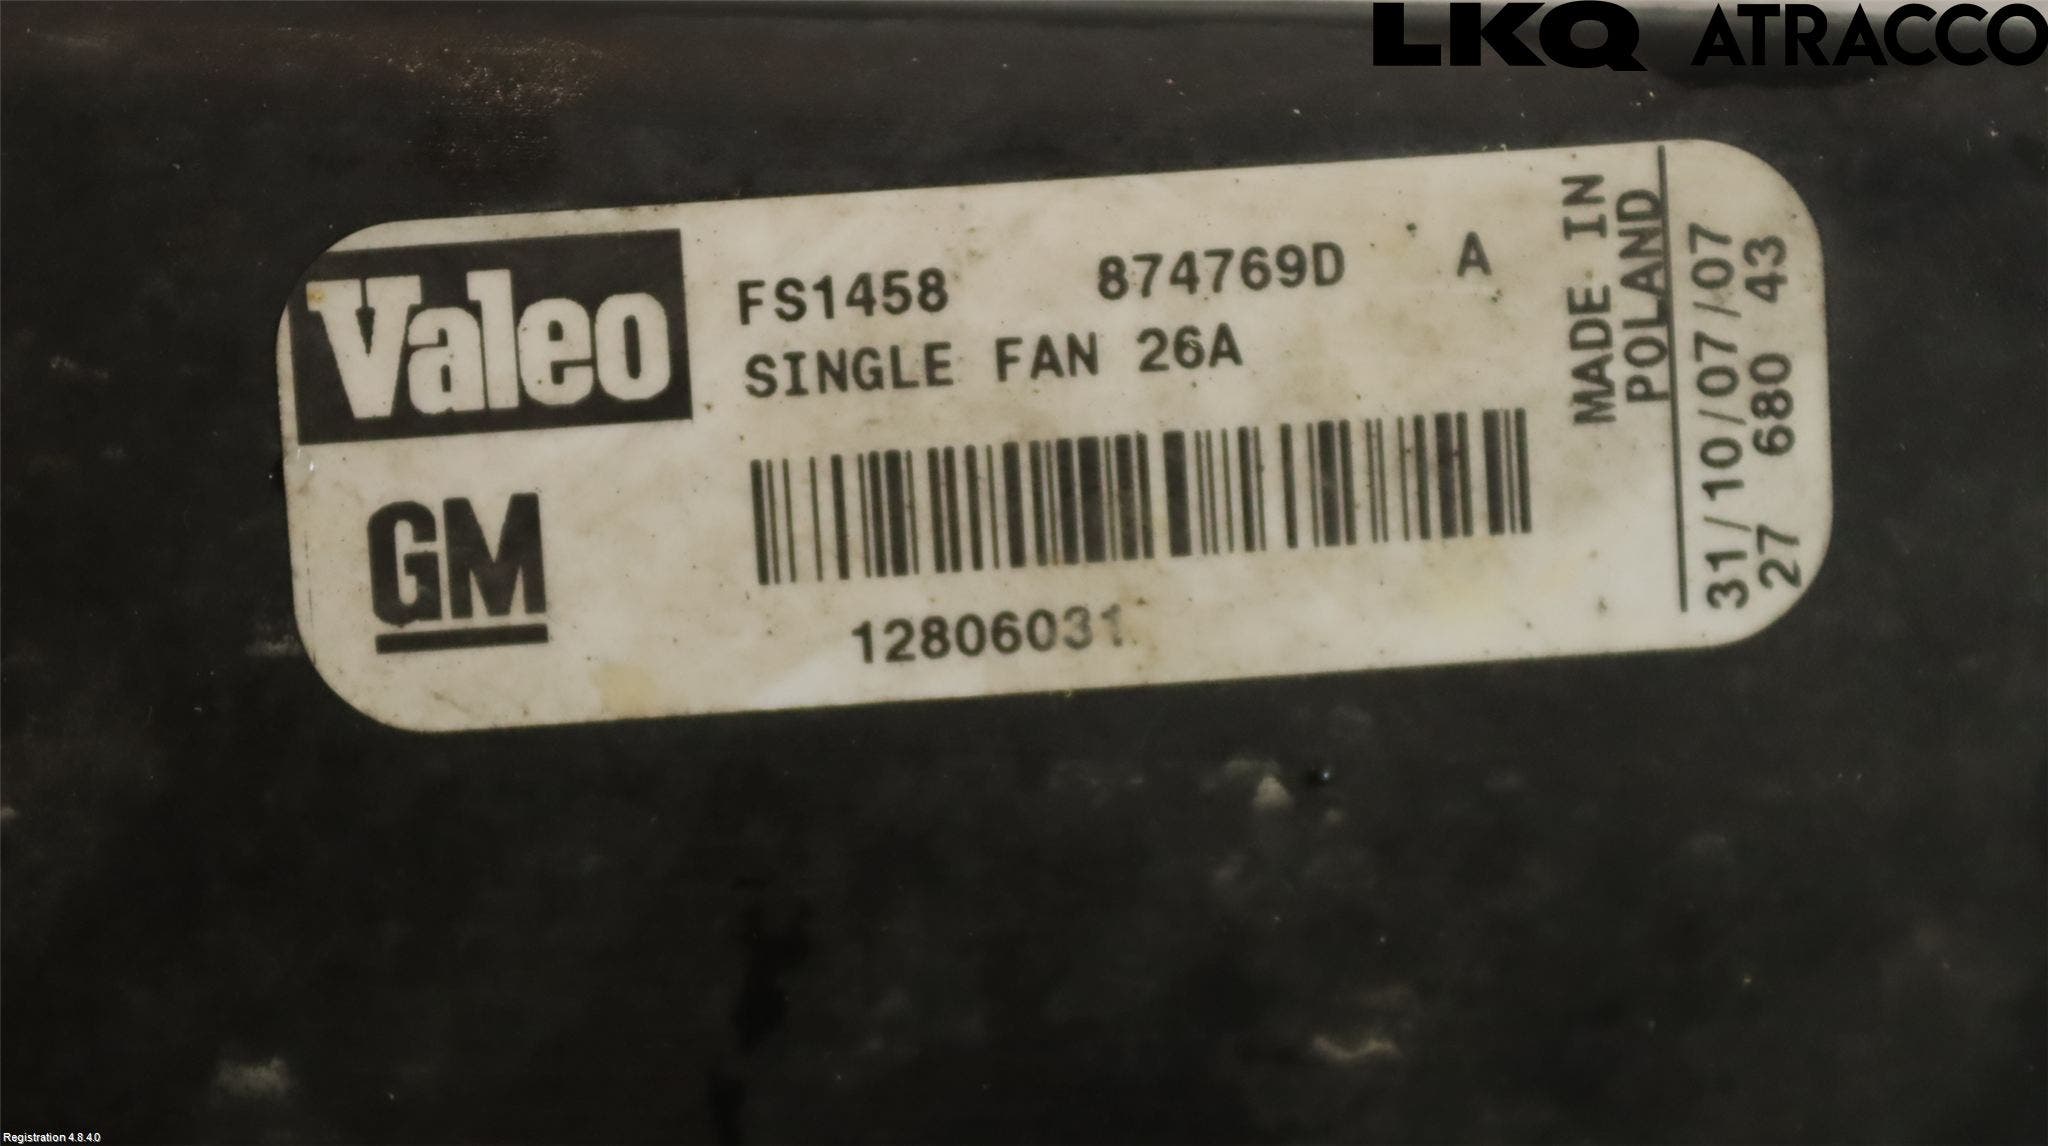 LKQ ATRACCO
Valeo
GM
FS1458 874769D A
SINGLE FAN 26A
12806031
MADE IN
POLAND
31/10/07/07
27 680 43
Registration 4.8.4.0